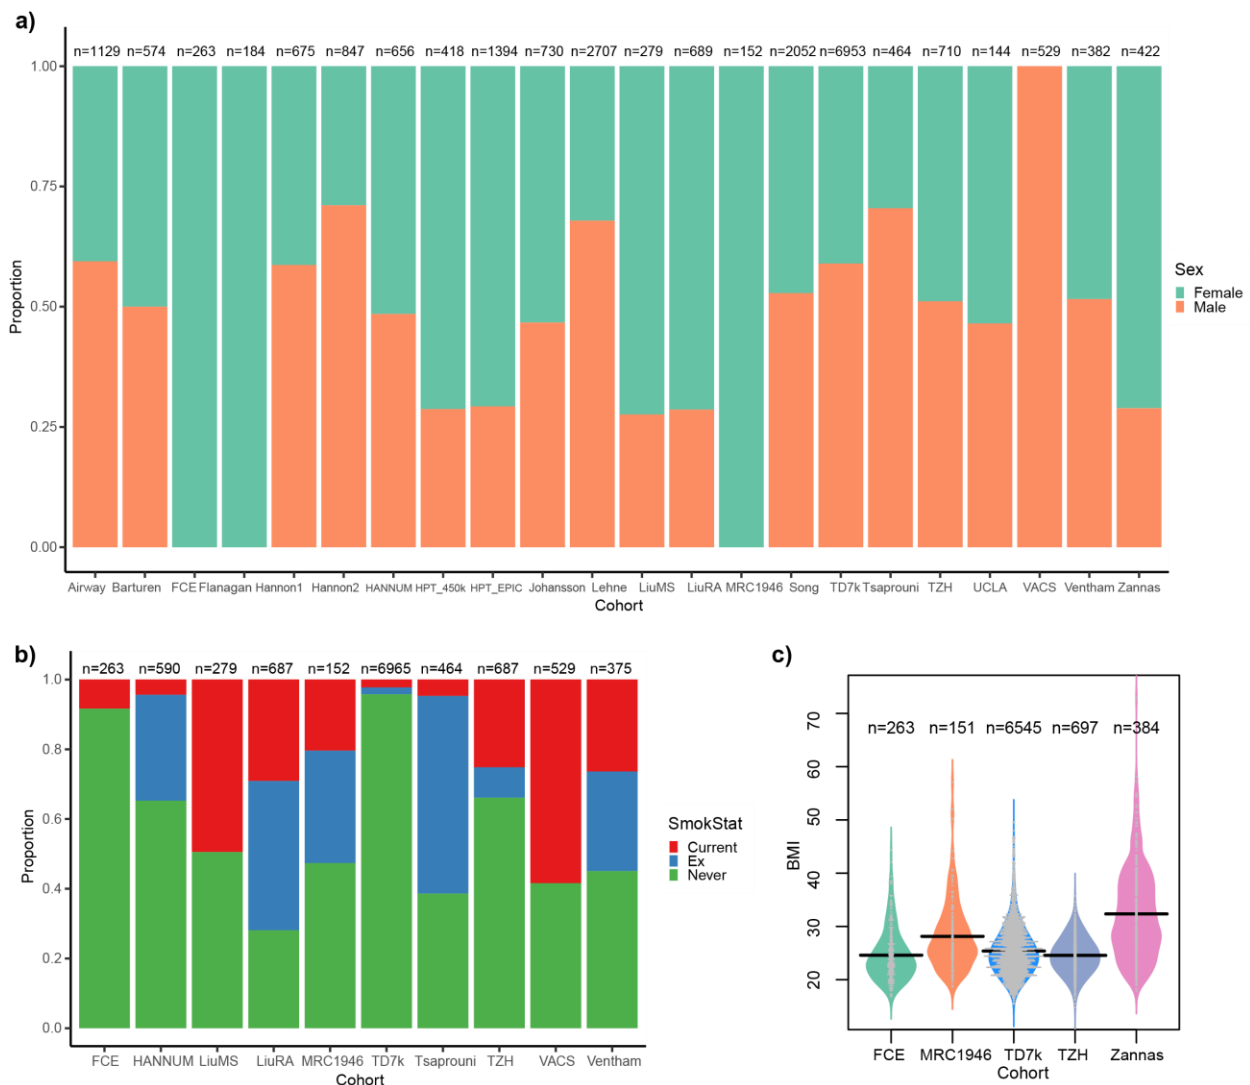 a)
n=1129 n=574 n=263 n=184 n=675 n=847 n=656 n=418 n=1394 n=730 n=2707 n=279 n=689 n=152 n=2052 n=6953 n=464 n=710 n=144 n=529 n=382 n=422
1.00
0.75
0.50
0.25
0.00
Proportion
Sex
Female
Male
Airway Barturen FCE Flanagan Hannon1 Hannon2 HANNUM HPT_450k HPT_EPIC Johansson Lehne LiuMS LiuRA MRC1946 Song TD7k Tsaprouni TZH UCLA VACS Ventham Zannas
Cohort
b)
n=263 n=590 n=279 n=687 n=152 n=6965 n=464 n=687 n=529 n=375
1.0
0.8
0.6
0.4
0.2
0.0
Proportion
SmokStat
Current
Ex
Never
FCE HANNUM LiuMS LiuRA MRC1946 TD7k Tsaprouni TZH VACS Ventham
Cohort
c)
n=263 n=151 n=6545 n=697 n=384
70
60
50
40
30
20
BMI
FCE MRC1946 TD7k TZH Zannas
Cohort